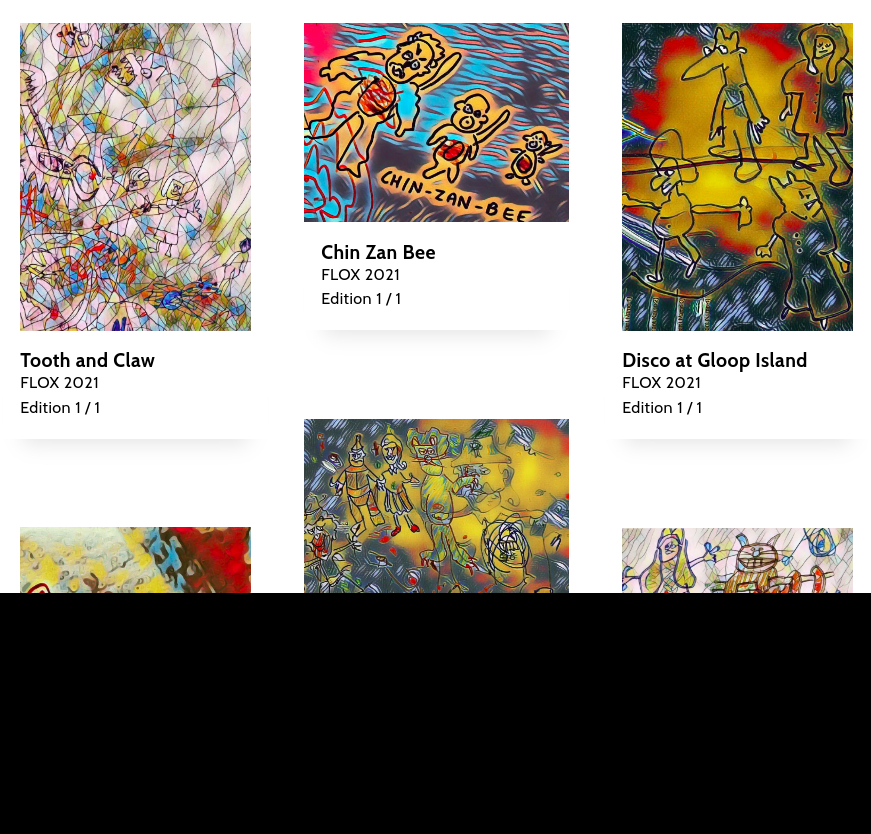 CHIN-ZAN-BEE
Chin Zan Bee
FLOX 2021
Edition 1 / 1
Tooth and Claw
FLOX 2021
Edition 1 / 1
Disco at Gloop Island
FLOX 2021
Edition 1 / 1